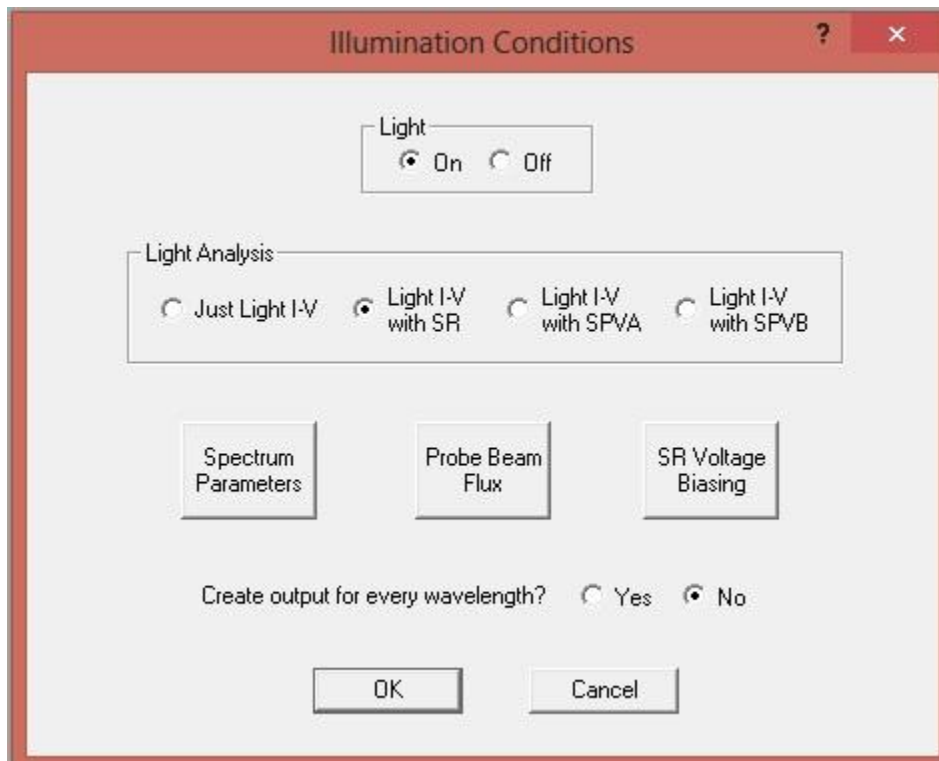 Illumination Conditions
?
×
Light
On Off
Light Analysis
Just Light I-V
Light I-V
with SR
Light I-V
with SPVA
Light I-V
with SPVB
Spectrum
Parameters
Probe Beam
Flux
SR Voltage
Biasing
Create output for every wavelength? Yes No
OK Cancel